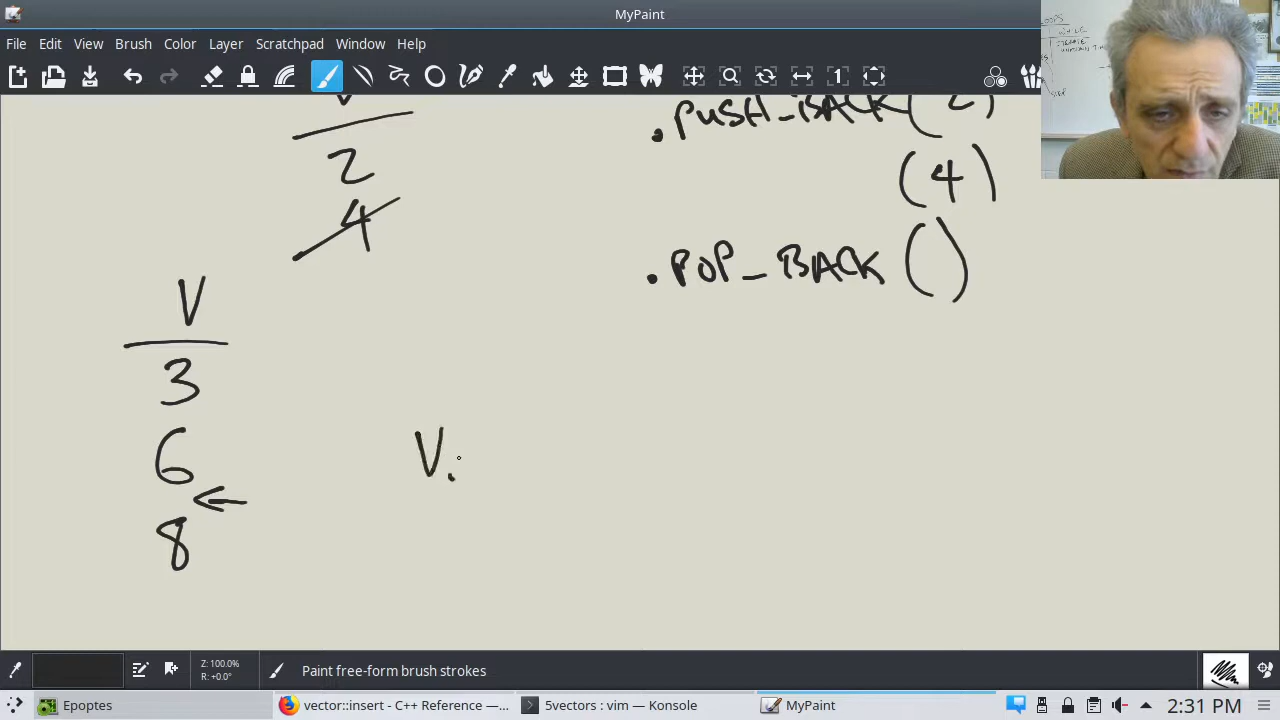 MyPaint
File Edit View Brush Color Layer Scratchpad Window Help
2
4
.PUSH_BACK(2)
(4)
.POP_BACK()
V
3
6
8
V.
Z: 100.0%
R: +0.0°
Paint free-form brush strokes
Epoptes
vector::insert - C++ Reference —...
5vectors : vim — Konsole
MyPaint
2:31 PM